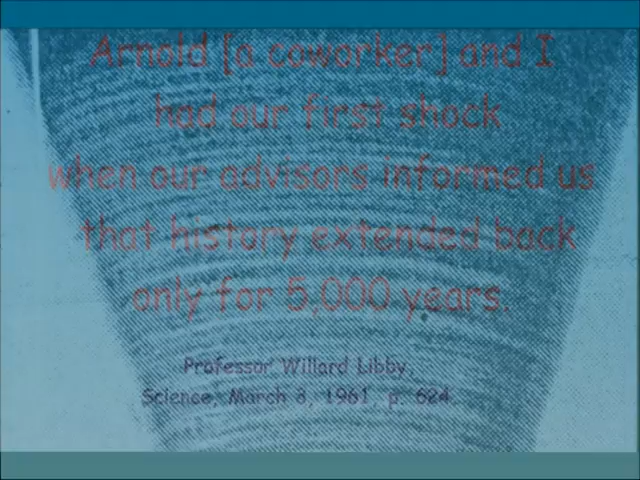 Arnold [a coworker] and I
had our first shock
when our advisors informed us
that history extended back
only for 5,000 years.
Professor Willard Libby,
Science, March 3, 1961, p. 624.